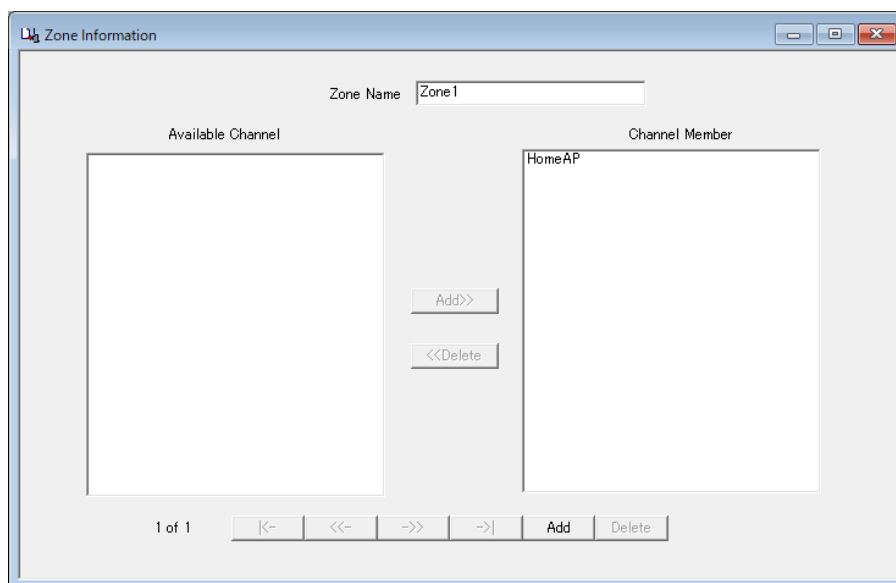 Zone Information
Zone Name Zone1
Available Channel Channel Member
HomeAP
Add>>
<<Delete
1 of 1 |<- <<- ->> ->| Add Delete